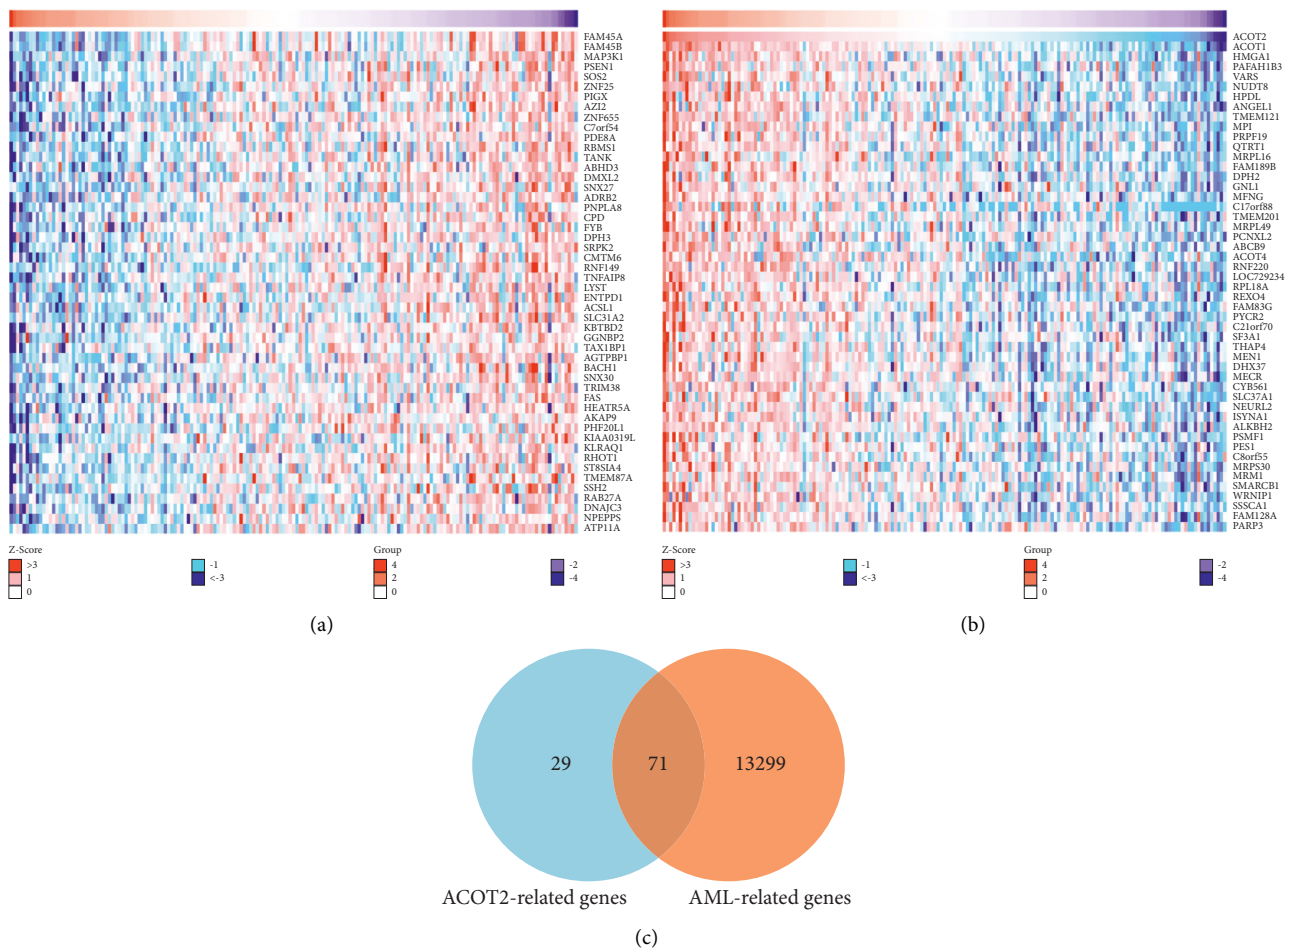 FAM45A
FAM45B
MAP3K1
PSEN1
SOS2
ZNF25
PIGX
AZI2
ZNF655
C7orf54
PDE8A
RBMS1
TANK
ABHD3
DMXL2
SNX27
ADRB2
PNPLA8
CPD
FYB
DPH3
SRPK2
CMTM6
RNF149
TNFAIP8
LYST
ENTPD1
ACSL1
SLC31A2
KBTBD2
GGNBP2
TAX1BP1
AGTPBP1
BACH1
SNX30
TRIM38
FAS
HEATR5A
AKAP9
PHF20L1
KIAA0319L
KLRAQ1
RHOT1
ST8SIA4
TMEM87A
SSH2
RAB27A
DNAJC3
NPEPPS
ATP11A
Z-Score
>3
1
0
-1
<-3
Group
4
2
0
-2
-4
(a)
ACOT2
ACOT1
HMGA1
PAFAH1B3
VARS
NUDT8
HPDL
ANGEL1
TMEM121
MPI
PRPF19
QTRT1
MRPL16
FAM189B
DPH2
GNL1
MFNG
C17orf88
TMEM201
MRPL49
PCNXL2
ABCB9
ACOT4
RNF220
LOC729234
RPL18A
REXO4
FAM83G
PYCR2
C21orf70
SF3A1
THAP4
MEN1
DHX37
MECR
CYB561
SLC37A1
NEURL2
ISYNA1
ALKBH2
PSMF1
PES1
C8orf55
MRPS30
MRM1
SMARCB1
WRNIP1
SSSCA1
FAM128A
PARP3
Z-Score
>3
1
0
-1
<-3
Group
4
2
0
-2
-4
(b)
29
71
13299
ACOT2-related genes
AML-related genes
(c)